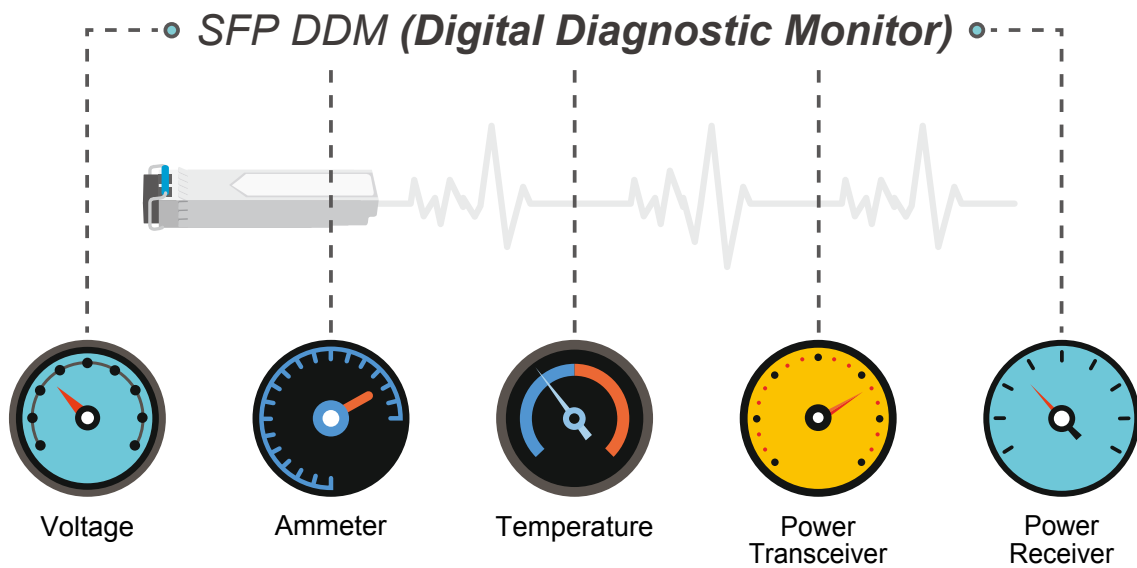 SFP DDM (Digital Diagnostic Monitor)
Voltage
Ammeter
Temperature
Power
Transceiver
Power
Receiver